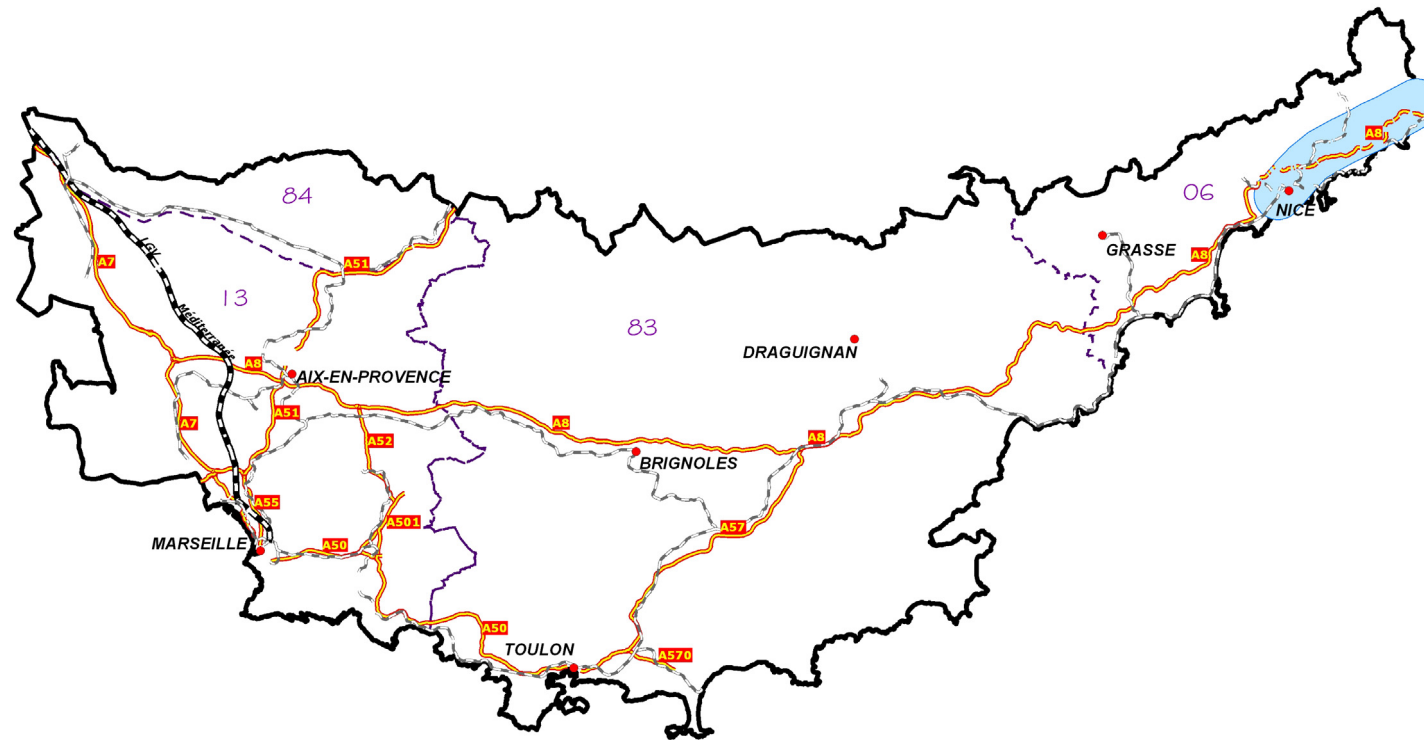 A8
84
06
NICE
GRASSE
LGV
A7
A51
A8
13
Méditerranée
83
DRAGUIGNAN
A8
AIX-EN-PROVENCE
A51
A7
A52
A8
A8
BRIGNOLES
A55
A501
A57
MARSEILLE
A50
A50
TOULON
A570